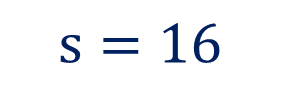 s = 16